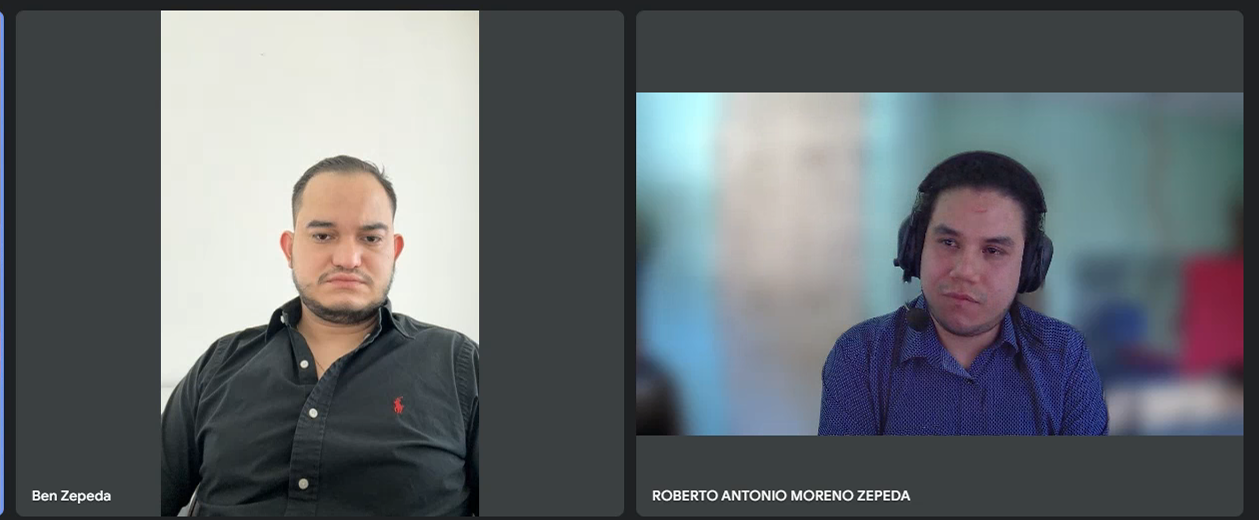 Ben Zepeda
ROBERTO ANTONIO MORENO ZEPEDA